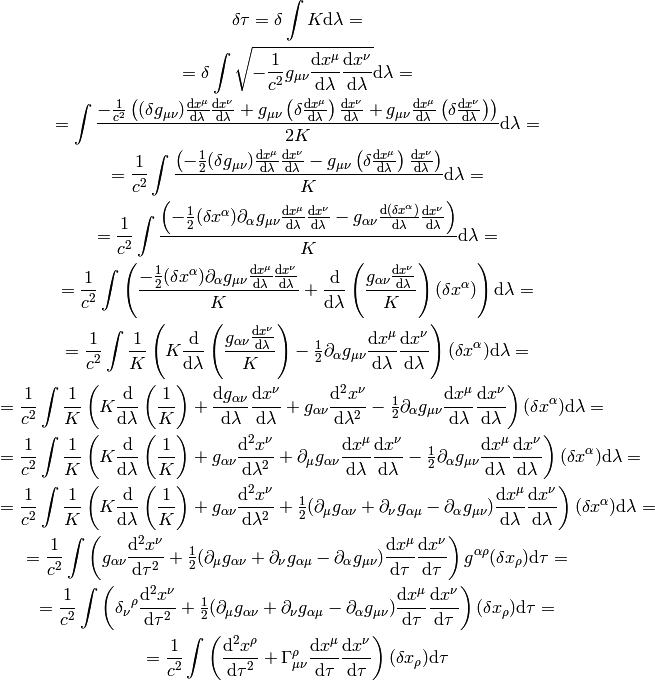 \delta\tau = \delta \int K \mathrm{d}\lambda =
= \delta \int \sqrt{-\frac{1}{c^2} g_{\mu\nu} \frac{\mathrm{d}x^\mu}{\mathrm{d}\lambda} \frac{\mathrm{d}x^\nu}{\mathrm{d}\lambda}} \mathrm{d}\lambda =
= \int \frac{-\frac{1}{c^2} \left( (\delta g_{\mu\nu}) \frac{\mathrm{d}x^\mu}{\mathrm{d}\lambda} \frac{\mathrm{d}x^\nu}{\mathrm{d}\lambda} + g_{\mu\nu} \left( \delta \frac{\mathrm{d}x^\mu}{\mathrm{d}\lambda} \right) \frac{\mathrm{d}x^\nu}{\mathrm{d}\lambda} + g_{\mu\nu} \frac{\mathrm{d}x^\mu}{\mathrm{d}\lambda} \left( \delta \frac{\mathrm{d}x^\nu}{\mathrm{d}\lambda} \right) \right)}{2K} \mathrm{d}\lambda =
= \frac{1}{c^2} \int \frac{\left( -\frac{1}{2} (\delta g_{\mu\nu}) \frac{\mathrm{d}x^\mu}{\mathrm{d}\lambda} \frac{\mathrm{d}x^\nu}{\mathrm{d}\lambda} - g_{\mu\nu} \left( \delta \frac{\mathrm{d}x^\mu}{\mathrm{d}\lambda} \right) \frac{\mathrm{d}x^\nu}{\mathrm{d}\lambda} \right)}{K} \mathrm{d}\lambda =
= \frac{1}{c^2} \int \frac{\left( -\frac{1}{2} (\delta x^\alpha) \partial_\alpha g_{\mu\nu} \frac{\mathrm{d}x^\mu}{\mathrm{d}\lambda} \frac{\mathrm{d}x^\nu}{\mathrm{d}\lambda} - g_{\alpha\nu} \frac{\mathrm{d}(\delta x^\alpha)}{\mathrm{d}\lambda} \frac{\mathrm{d}x^\nu}{\mathrm{d}\lambda} \right)}{K} \mathrm{d}\lambda =
= \frac{1}{c^2} \int \left( \frac{-\frac{1}{2} (\delta x^\alpha) \partial_\alpha g_{\mu\nu} \frac{\mathrm{d}x^\mu}{\mathrm{d}\lambda} \frac{\mathrm{d}x^\nu}{\mathrm{d}\lambda}}{K} + \frac{\mathrm{d}}{\mathrm{d}\lambda} \left( \frac{g_{\alpha\nu} \frac{\mathrm{d}x^\nu}{\mathrm{d}\lambda}}{K} \right) (\delta x^\alpha) \right) \mathrm{d}\lambda =
= \frac{1}{c^2} \int \frac{1}{K} \left( K \frac{\mathrm{d}}{\mathrm{d}\lambda} \left( \frac{g_{\alpha\nu} \frac{\mathrm{d}x^\nu}{\mathrm{d}\lambda}}{K} \right) - \frac{1}{2} \partial_\alpha g_{\mu\nu} \frac{\mathrm{d}x^\mu}{\mathrm{d}\lambda} \frac{\mathrm{d}x^\nu}{\mathrm{d}\lambda} \right) (\delta x^\alpha) \mathrm{d}\lambda =
= \frac{1}{c^2} \int \frac{1}{K} \left( K \frac{\mathrm{d}}{\mathrm{d}\lambda} \left( \frac{1}{K} \right) + \frac{\mathrm{d}g_{\alpha\nu}}{\mathrm{d}\lambda} \frac{\mathrm{d}x^\nu}{\mathrm{d}\lambda} + g_{\alpha\nu} \frac{\mathrm{d}^2 x^\nu}{\mathrm{d}\lambda^2} - \frac{1}{2} \partial_\alpha g_{\mu\nu} \frac{\mathrm{d}x^\mu}{\mathrm{d}\lambda} \frac{\mathrm{d}x^\nu}{\mathrm{d}\lambda} \right) (\delta x^\alpha) \mathrm{d}\lambda =
= \frac{1}{c^2} \int \frac{1}{K} \left( K \frac{\mathrm{d}}{\mathrm{d}\lambda} \left( \frac{1}{K} \right) + g_{\alpha\nu} \frac{\mathrm{d}^2 x^\nu}{\mathrm{d}\lambda^2} + \partial_\mu g_{\alpha\nu} \frac{\mathrm{d}x^\mu}{\mathrm{d}\lambda} \frac{\mathrm{d}x^\nu}{\mathrm{d}\lambda} - \frac{1}{2} \partial_\alpha g_{\mu\nu} \frac{\mathrm{d}x^\mu}{\mathrm{d}\lambda} \frac{\mathrm{d}x^\nu}{\mathrm{d}\lambda} \right) (\delta x^\alpha) \mathrm{d}\lambda =
= \frac{1}{c^2} \int \frac{1}{K} \left( K \frac{\mathrm{d}}{\mathrm{d}\lambda} \left( \frac{1}{K} \right) + g_{\alpha\nu} \frac{\mathrm{d}^2 x^\nu}{\mathrm{d}\lambda^2} + \frac{1}{2} (\partial_\mu g_{\alpha\nu} + \partial_\nu g_{\alpha\mu} - \partial_\alpha g_{\mu\nu}) \frac{\mathrm{d}x^\mu}{\mathrm{d}\lambda} \frac{\mathrm{d}x^\nu}{\mathrm{d}\lambda} \right) (\delta x^\alpha) \mathrm{d}\lambda =
= \frac{1}{c^2} \int \left( g_{\alpha\nu} \frac{\mathrm{d}^2 x^\nu}{\mathrm{d}\tau^2} + \frac{1}{2} (\partial_\mu g_{\alpha\nu} + \partial_\nu g_{\alpha\mu} - \partial_\alpha g_{\mu\nu}) \frac{\mathrm{d}x^\mu}{\mathrm{d}\tau} \frac{\mathrm{d}x^\nu}{\mathrm{d}\tau} \right) g^{\alpha\rho} (\delta x_\rho) \mathrm{d}\tau =
= \frac{1}{c^2} \int \left( \delta_\nu{}^\rho \frac{\mathrm{d}^2 x^\nu}{\mathrm{d}\tau^2} + \frac{1}{2} (\partial_\mu g_{\alpha\nu} + \partial_\nu g_{\alpha\mu} - \partial_\alpha g_{\mu\nu}) \frac{\mathrm{d}x^\mu}{\mathrm{d}\tau} \frac{\mathrm{d}x^\nu}{\mathrm{d}\tau} \right) (\delta x_\rho) \mathrm{d}\tau =
= \frac{1}{c^2} \int \left( \frac{\mathrm{d}^2 x^\rho}{\mathrm{d}\tau^2} + \Gamma^\rho_{\mu\nu} \frac{\mathrm{d}x^\mu}{\mathrm{d}\tau} \frac{\mathrm{d}x^\nu}{\mathrm{d}\tau} \right) (\delta x_\rho) \mathrm{d}\tau